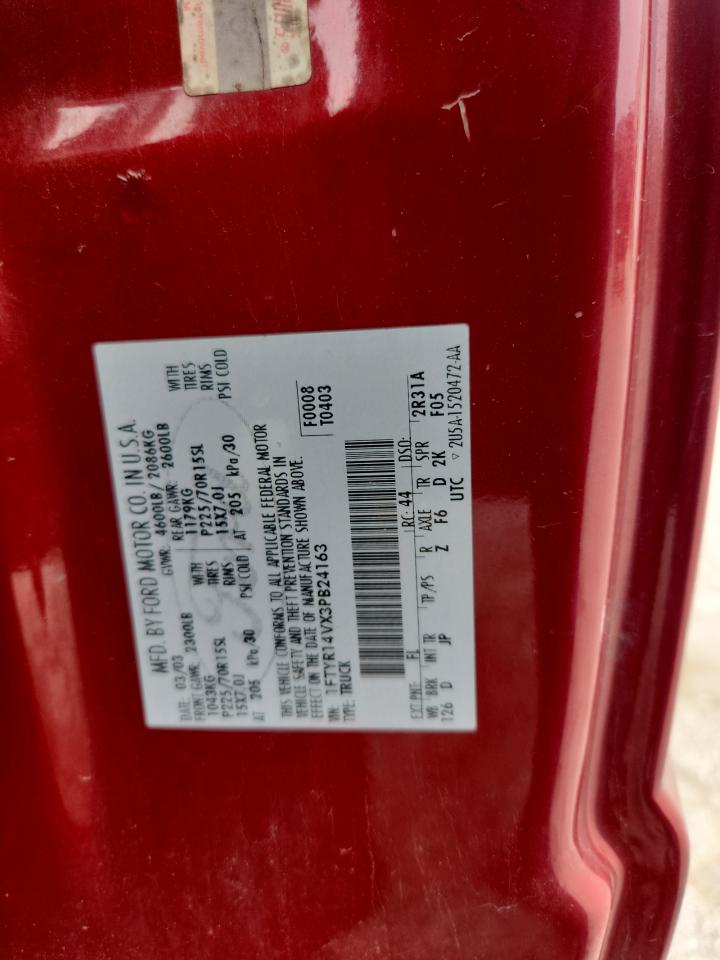 MFD. BY FORD MOTOR CO. IN U.S.A.
DATE: 03/03 GVWR: 4600LB/ 2086KG
FRONT GAWR: 2300LB REAR GAWR: 2600LB
1043KG WITH 1179KG WITH
P225/70R15SL TIRES P225/70R15SL TIRES
15X7.0J RIMS 15X7.0J RIMS
AT 205 kPa/30 PSI COLD AT 205 kPa/30 PSI COLD
THIS VEHICLE CONFORMS TO ALL APPLICABLE FEDERAL MOTOR
VEHICLE SAFETY AND THEFT PREVENTION STANDARDS IN
EFFECT ON THE DATE OF MANUFACTURE SHOWN ABOVE.
VIN: 1FTYR14VX3PB24163 F0008
TYPE: TRUCK T0403
EXT PNT: FL RC: 44 DSO:
WB BRK INT TR TP/PS R AXLE TR SPR 2R31A
126 D JP Z F6 D 2K F05
UTC ▽ 2U5A-1520472-AA